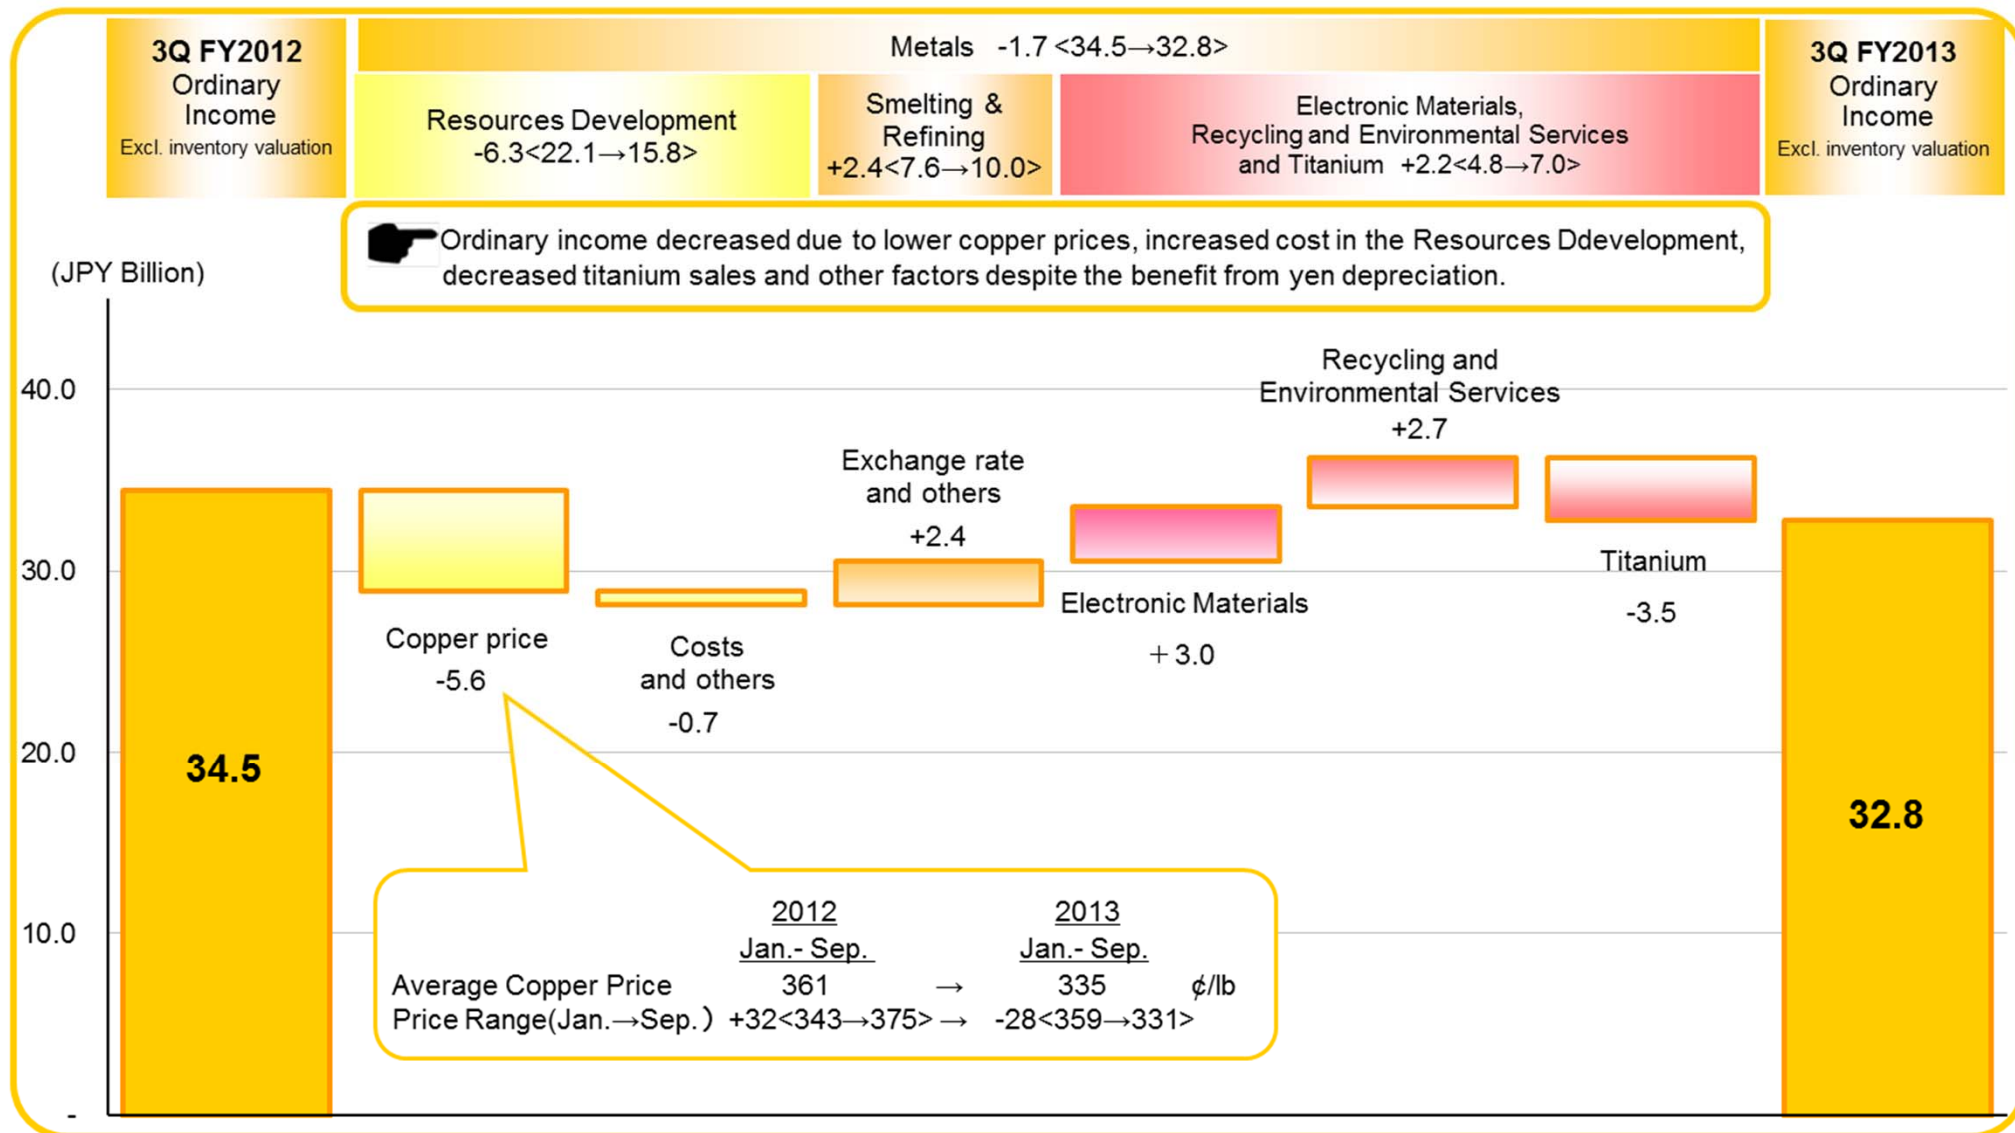 3Q FY2012
Ordinary
Income
Excl. inventory valuation
Metals -1.7 <34.5→32.8>
Resources Development
-6.3<22.1→15.8>
Smelting &
Refining
+2.4<7.6→10.0>
Electronic Materials,
Recycling and Environmental Services
and Titanium +2.2<4.8→7.0>
3Q FY2013
Ordinary
Income
Excl. inventory valuation
Ordinary income decreased due to lower copper prices, increased cost in the Resources Ddevelopment,
decreased titanium sales and other factors despite the benefit from yen depreciation.
(JPY Billion)
40.0
30.0
20.0
10.0
-
34.5
Copper price
-5.6
Costs
and others
-0.7
Exchange rate
and others
+2.4
Electronic Materials
＋3.0
Recycling and
Environmental Services
+2.7
Titanium
-3.5
32.8
2012 2013
Jan.- Sep. Jan.- Sep.
Average Copper Price 361 → 335 ¢/lb
Price Range(Jan.→Sep.） +32<343→375> → -28<359→331>